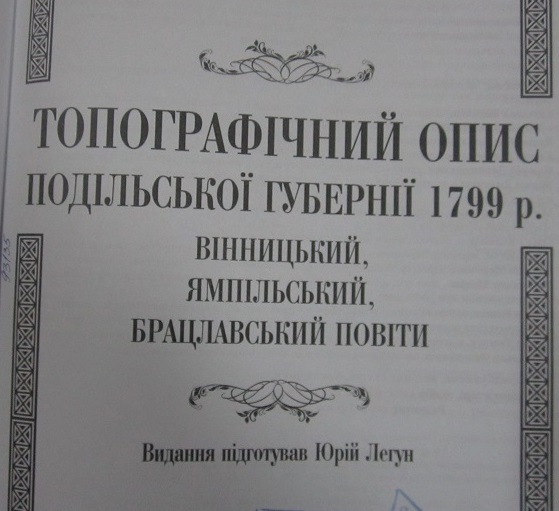 ТОПОГРАФІЧНИЙ ОПИС
ПОДІЛЬСЬКОЇ ГУБЕРНІЇ 1799 р.
ВІННИЦЬКИЙ,
ЯМПІЛЬСЬКИЙ,
БРАЦЛАВСЬКИЙ ПОВІТИ
Видання підготував Юрій Легун